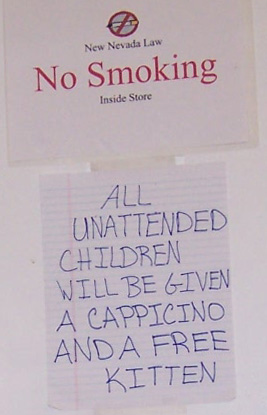 New Nevada Law
No Smoking
Inside Store
ALL
UNATTENDED
CHILDREN
WILL BE GIVEN
A CAPPICINO
AND A FREE
KITTEN